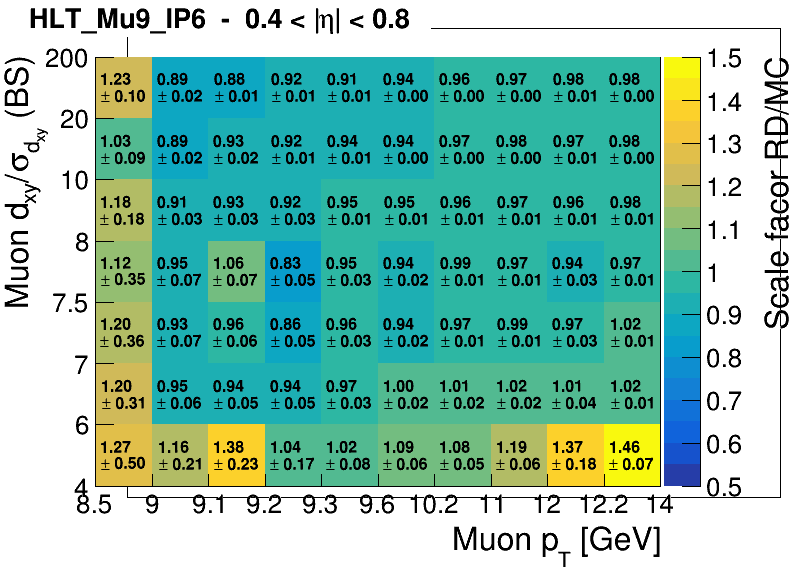 HLT_Mu9_IP6 - 0.4 < |η| < 0.8
Muon dxy/σdxy (BS)
200
20
10
8
7.5
7
6
4
1.23 0.89 0.88 0.92 0.91 0.94 0.96 0.97 0.98 0.98
± 0.10 ± 0.02 ± 0.01 ± 0.01 ± 0.01 ± 0.00 ± 0.00 ± 0.00 ± 0.01 ± 0.00
1.03 0.89 0.93 0.92 0.94 0.94 0.97 0.98 0.97 0.98
± 0.09 ± 0.02 ± 0.02 ± 0.01 ± 0.01 ± 0.00 ± 0.00 ± 0.00 ± 0.01 ± 0.00
1.18 0.91 0.93 0.92 0.95 0.95 0.96 0.97 0.96 0.98
± 0.18 ± 0.03 ± 0.03 ± 0.03 ± 0.01 ± 0.01 ± 0.01 ± 0.01 ± 0.01 ± 0.01
1.12 0.95 1.06 0.83 0.95 0.94 0.99 0.97 0.94 0.97
± 0.35 ± 0.07 ± 0.07 ± 0.05 ± 0.03 ± 0.02 ± 0.01 ± 0.01 ± 0.03 ± 0.01
1.20 0.93 0.96 0.86 0.96 0.94 0.97 0.99 0.97 1.02
± 0.36 ± 0.07 ± 0.06 ± 0.05 ± 0.03 ± 0.02 ± 0.01 ± 0.01 ± 0.03 ± 0.01
1.20 0.95 0.94 0.94 0.97 1.00 1.01 1.02 1.01 1.02
± 0.31 ± 0.06 ± 0.05 ± 0.05 ± 0.03 ± 0.02 ± 0.02 ± 0.02 ± 0.04 ± 0.01
1.27 1.16 1.38 1.04 1.02 1.09 1.08 1.19 1.37 1.46
± 0.50 ± 0.21 ± 0.23 ± 0.17 ± 0.08 ± 0.06 ± 0.05 ± 0.06 ± 0.18 ± 0.07
8.5 9 9.1 9.2 9.3 9.6 10.2 11 12 12.2 14
Muon pT [GeV]
1.5
1.4
1.3
1.2
1.1
1
0.9
0.8
0.7
0.6
0.5
Scale facor RD/MC